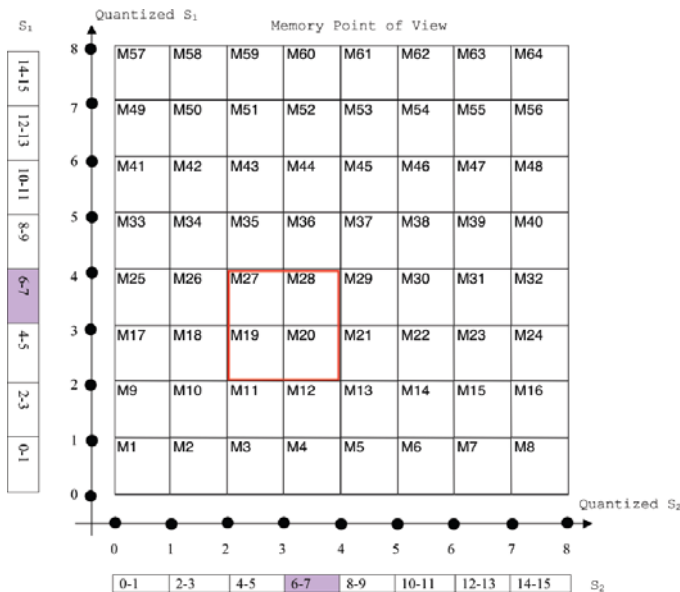 Quantized S₁
Memory Point of View
S₁
8
M57 M58 M59 M60 M61 M62 M63 M64
14-15
7
M49 M50 M51 M52 M53 M54 M55 M56
12-13
6
M41 M42 M43 M44 M45 M46 M47 M48
10-11
5
M33 M34 M35 M36 M37 M38 M39 M40
8-9
4
M25 M26 M27 M28 M29 M30 M31 M32
6-7
3
M17 M18 M19 M20 M21 M22 M23 M24
4-5
2
M9 M10 M11 M12 M13 M14 M15 M16
2-3
1
M1 M2 M3 M4 M5 M6 M7 M8
0-1
0
Quantized S₂
0 1 2 3 4 5 6 7 8
0-1 2-3 4-5 6-7 8-9 10-11 12-13 14-15 S₂